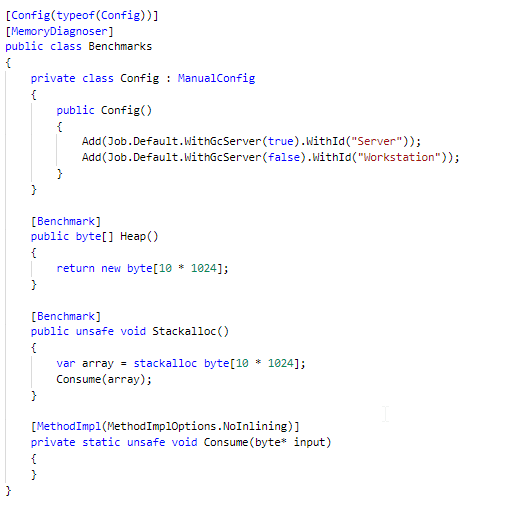 [Config(typeof(Config))]
[MemoryDiagnoser]
public class Benchmarks
{
    private class Config : ManualConfig
    {
        public Config()
        {
            Add(Job.Default.WithGcServer(true).WithId("Server"));
            Add(Job.Default.WithGcServer(false).WithId("Workstation"));
        }
    }

    [Benchmark]
    public byte[] Heap()
    {
        return new byte[10 * 1024];
    }

    [Benchmark]
    public unsafe void Stackalloc()
    {
        var array = stackalloc byte[10 * 1024];
        Consume(array);
    }

    [MethodImpl(MethodImplOptions.NoInlining)]
    private static unsafe void Consume(byte* input)
    {
    }
}